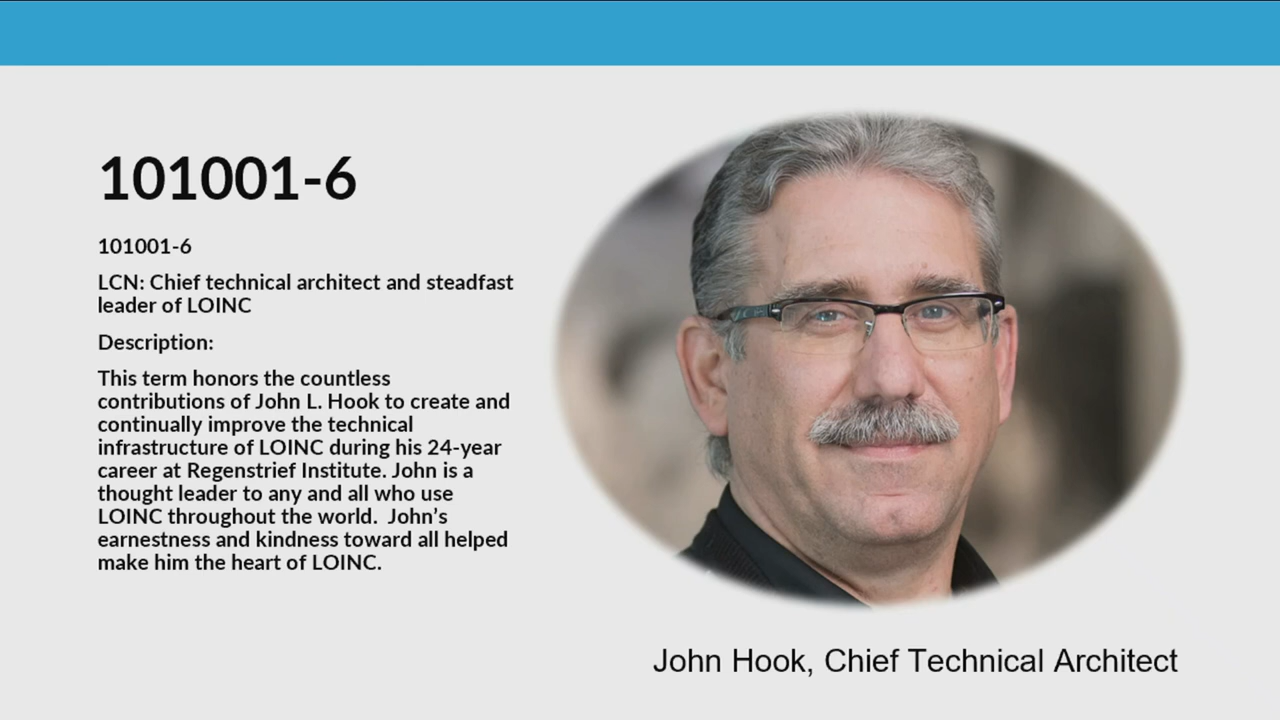 101001-6
101001-6
LCN: Chief technical architect and steadfast
leader of LOINC
Description:
This term honors the countless
contributions of John L. Hook to create and
continually improve the technical
infrastructure of LOINC during his 24-year
career at Regenstrief Institute. John is a
thought leader to any and all who use
LOINC throughout the world.  John’s
earnestness and kindness toward all helped
make him the heart of LOINC.
John Hook, Chief Technical Architect